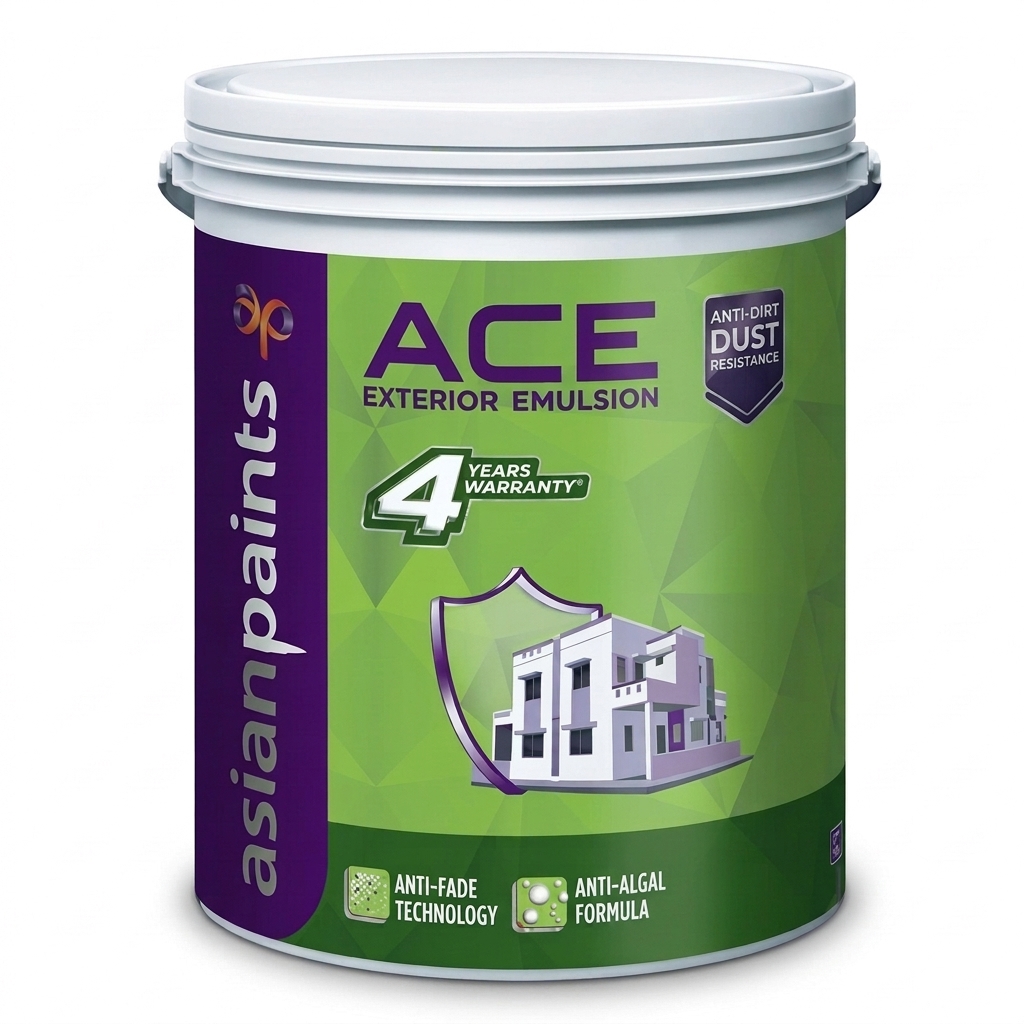 asianpaints
ACE
EXTERIOR EMULSION
ANTI-DIRT
DUST
RESISTANCE
4 YEARS
WARRANTY
ANTI-FADE
TECHNOLOGY
ANTI-ALGAL
FORMULA